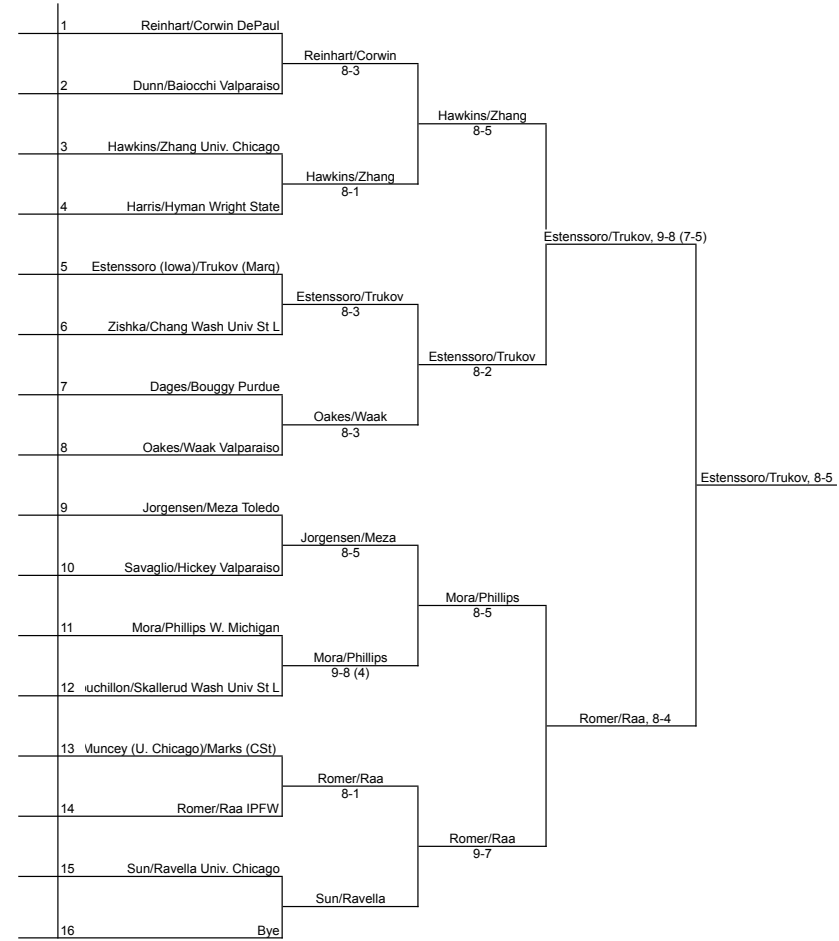 1 Reinhart/Corwin DePaul
Reinhart/Corwin
8-3
2 Dunn/Baiocchi Valparaiso
Hawkins/Zhang
8-5
3 Hawkins/Zhang Univ. Chicago
Hawkins/Zhang
8-1
4 Harris/Hyman Wright State
Estenssoro/Trukov, 9-8 (7-5)
5 Estenssoro (Iowa)/Trukov (Marq)
Estenssoro/Trukov
8-3
6 Zishka/Chang Wash Univ St L
Estenssoro/Trukov
8-2
7 Dages/Bouggy Purdue
Oakes/Waak
8-3
8 Oakes/Waak Valparaiso
Estenssoro/Trukov, 8-5
9 Jorgensen/Meza Toledo
Jorgensen/Meza
8-5
10 Savaglio/Hickey Valparaiso
Mora/Phillips
8-5
11 Mora/Phillips W. Michigan
Mora/Phillips
9-8 (4)
12 uchillon/Skallerud Wash Univ St L
Romer/Raa, 8-4
13 Muncey (U. Chicago)/Marks (CSt)
Romer/Raa
8-1
14 Romer/Raa IPFW
Romer/Raa
9-7
15 Sun/Ravella Univ. Chicago
Sun/Ravella
16 Bye